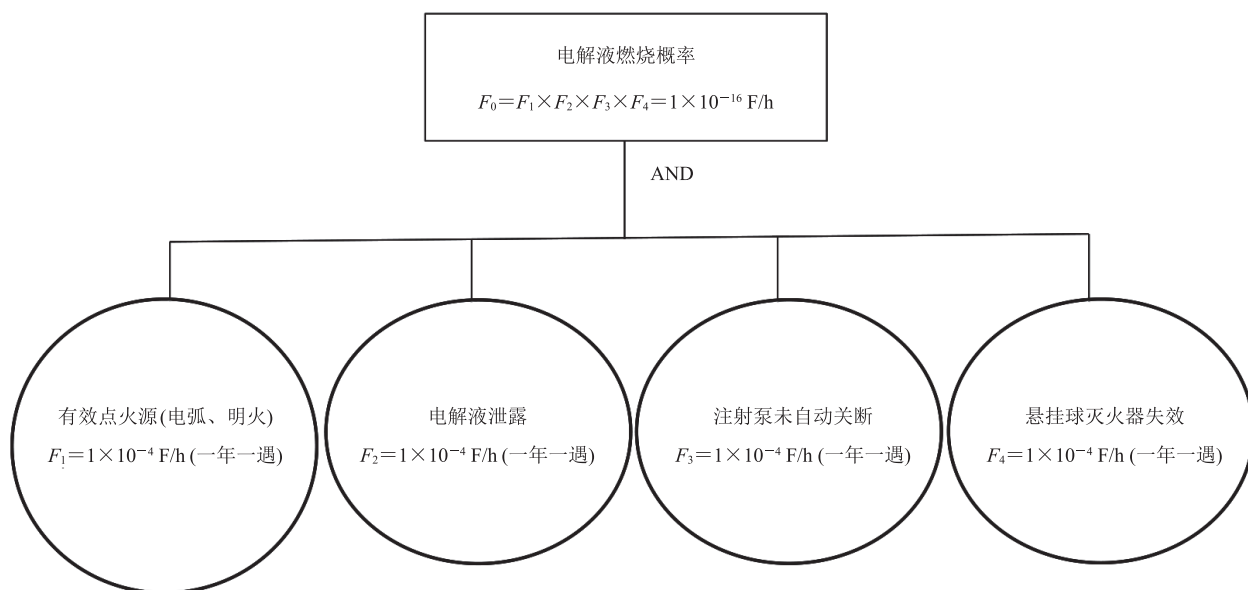 电解液燃烧概率
F₀=F₁×F₂×F₃×F₄=1×10⁻¹⁶ F/h
AND
有效点火源(电弧、明火)
F₁=1×10⁻⁴ F/h (一年一遇)
电解液泄露
F₂=1×10⁻⁴ F/h (一年一遇)
注射泵未自动关断
F₃=1×10⁻⁴ F/h (一年一遇)
悬挂球灭火器失效
F₄=1×10⁻⁴ F/h (一年一遇)